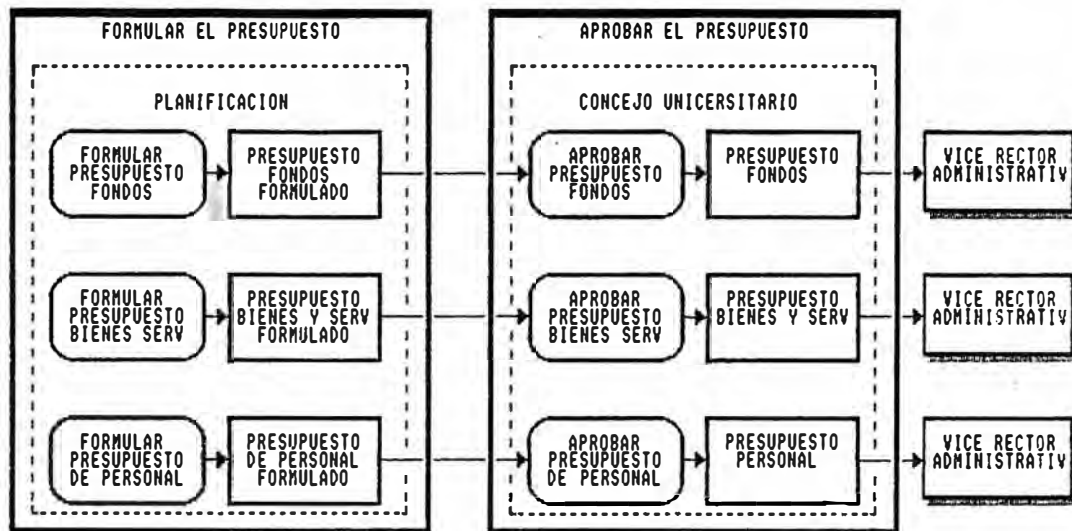 FORMULAR EL PRESUPUESTO
PLANIFICACION
FORMULAR
PRESUPUESTO
FONDOS
PRESUPUESTO
FONDOS
FORMULADO
FORMULAR
PRESUPUESTO
BIENES SERV
PRESUPUESTO
BIENES Y SERV
FORMULADO
FORMULAR
PRESUPUESTO
DE PERSONAL
PRESUPUESTO
DE PERSONAL
FORMULADO
APROBAR EL PRESUPUESTO
CONCEJO UNICERSITARIO
APROBAR
PRESUPUESTO
FONDOS
PRESUPUESTO
FONDOS
APROBAR
PRESUPUESTO
BIENES SERV
PRESUPUESTO
BIENES Y SERV
APROBAR
PRESUPUESTO
DE PERSONAL
PRESUPUESTO
PERSONAL
VICE RECTOR
ADMINISTRATIV
VICE RECTOR
ADMINISTRATIV
VICE RECTOR
ADMINISTRATIV